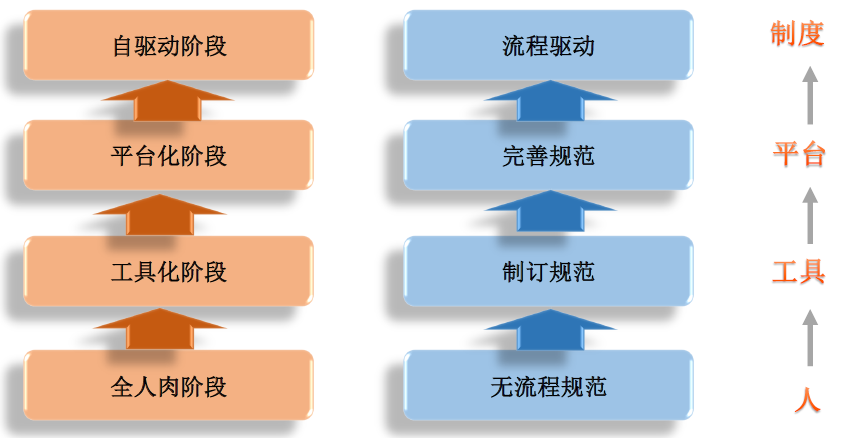 自驱动阶段
流程驱动
制度
平台化阶段
完善规范
平台
工具化阶段
制订规范
工具
全人肉阶段
无流程规范
人